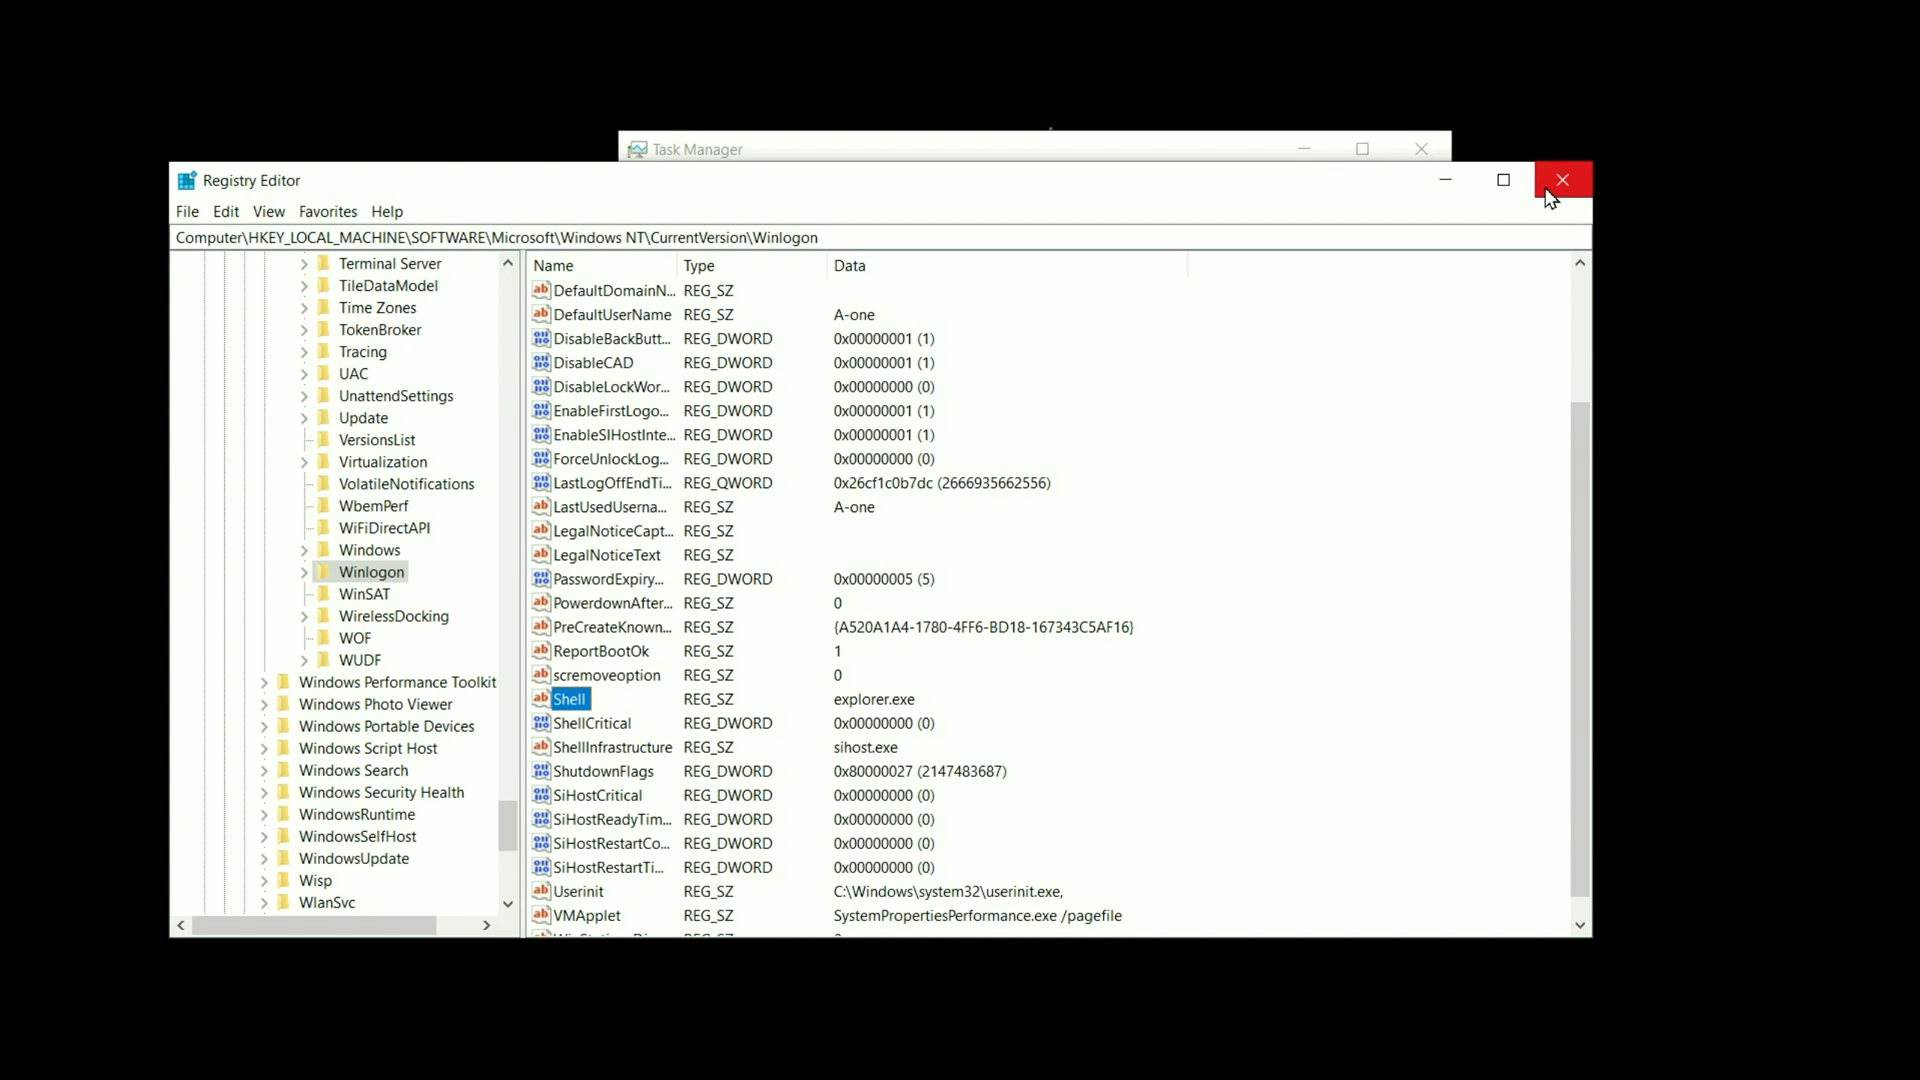 Task Manager
Registry Editor
File Edit View Favorites Help
Computer\HKEY_LOCAL_MACHINE\SOFTWARE\Microsoft\Windows NT\CurrentVersion\Winlogon
Terminal Server
TileDataModel
Time Zones
TokenBroker
Tracing
UAC
UnattendSettings
Update
VersionsList
Virtualization
VolatileNotifications
WbemPerf
WiFiDirectAPI
Windows
Winlogon
WinSAT
WirelessDocking
WOF
WUDF
Windows Performance Toolkit
Windows Photo Viewer
Windows Portable Devices
Windows Script Host
Windows Search
Windows Security Health
WindowsRuntime
WindowsSelfHost
WindowsUpdate
Wisp
WlanSvc
Name Type Data
DefaultDomainN... REG_SZ
DefaultUserName REG_SZ A-one
DisableBackButt... REG_DWORD 0x00000001 (1)
DisableCAD REG_DWORD 0x00000001 (1)
DisableLockWor... REG_DWORD 0x00000000 (0)
EnableFirstLogo... REG_DWORD 0x00000001 (1)
EnableSIHostInte... REG_DWORD 0x00000001 (1)
ForceUnlockLog... REG_DWORD 0x00000000 (0)
LastLogOffEndTi... REG_QWORD 0x26cf1c0b7dc (2666935662556)
LastUsedUserna... REG_SZ A-one
LegalNoticeCapt... REG_SZ
LegalNoticeText REG_SZ
PasswordExpiry... REG_DWORD 0x00000005 (5)
PowerdownAfter... REG_SZ 0
PreCreateKnown... REG_SZ {A520A1A4-1780-4FF6-BD18-167343C5AF16}
ReportBootOk REG_SZ 1
scremoveoption REG_SZ 0
Shell REG_SZ explorer.exe
ShellCritical REG_DWORD 0x00000000 (0)
ShellInfrastructure REG_SZ sihost.exe
ShutdownFlags REG_DWORD 0x80000027 (2147483687)
SiHostCritical REG_DWORD 0x00000000 (0)
SiHostReadyTim... REG_DWORD 0x00000000 (0)
SiHostRestartCo... REG_DWORD 0x00000000 (0)
SiHostRestartTi... REG_DWORD 0x00000000 (0)
Userinit REG_SZ C:\Windows\system32\userinit.exe,
VMApplet REG_SZ SystemPropertiesPerformance.exe /pagefile